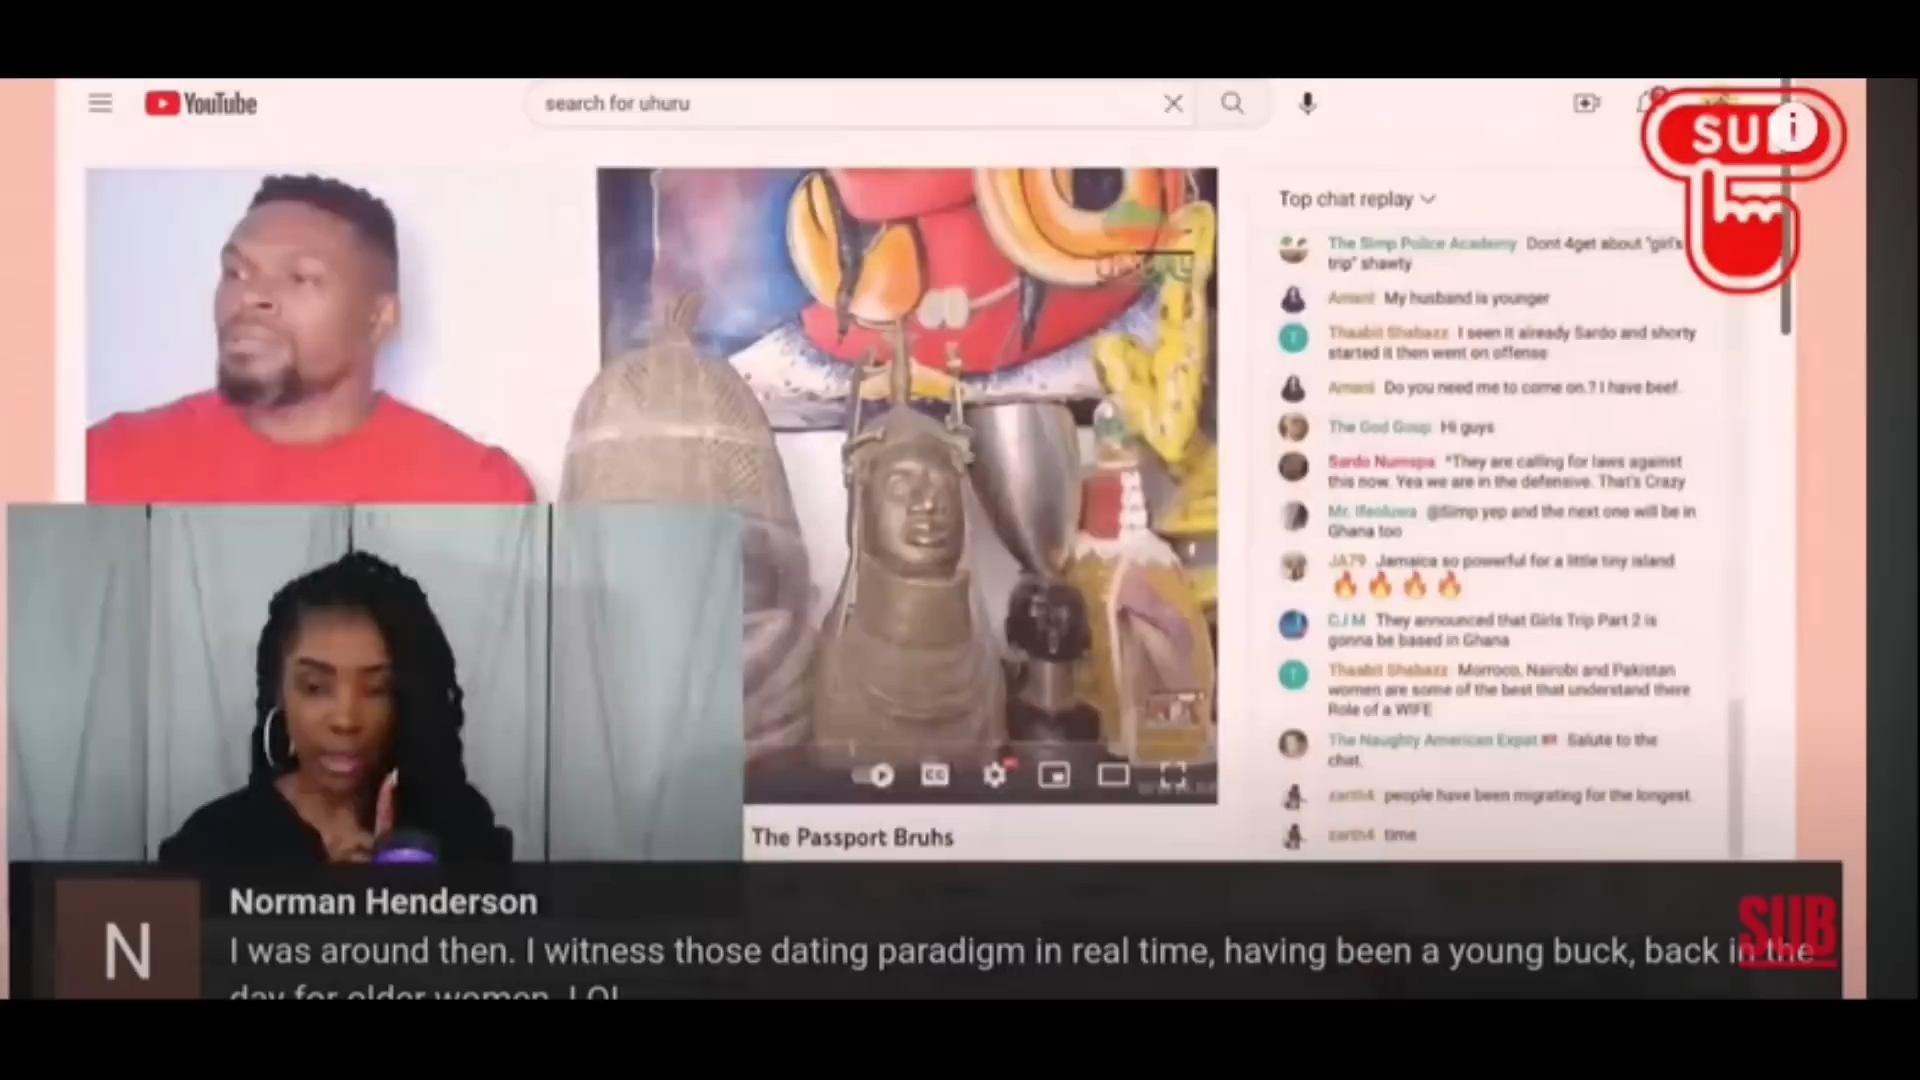 YouTube
search for uhuru
SUB
i
Top chat replay
The Simp Police Academy Dont 4get about "girl's
trip" shawty
Amani My husband is younger
Thaabit Shabazz I seen it already Sardo and shorty
started it then went on offense
Amani Do you need me to come on.? I have beef.
The God Goup Hi guys
Sardo Numspa "They are calling for laws against
this now. Yea we are in the defensive. That's Crazy
Mr. Ifeoluwa @Simp yep and the next one will be in
Ghana too
JA79 Jamaica so powerful for a little tiny island
🔥 🔥 🔥 🔥
CJ M They announced that Girls Trip Part 2 is
gonna be based in Ghana
Thaabit Shabazz Morroco, Nairobi and Pakistan
women are some of the best that understand there
Role of a WIFE
The Naughty American Expat Salute to the
chat.
zarth4 people have been migrating for the longest
zarth4 time
CC
The Passport Bruhs
N
Norman Henderson
I was around then. I witness those dating paradigm in real time, having been a young buck, back in the
day for older women. LOL
SUB